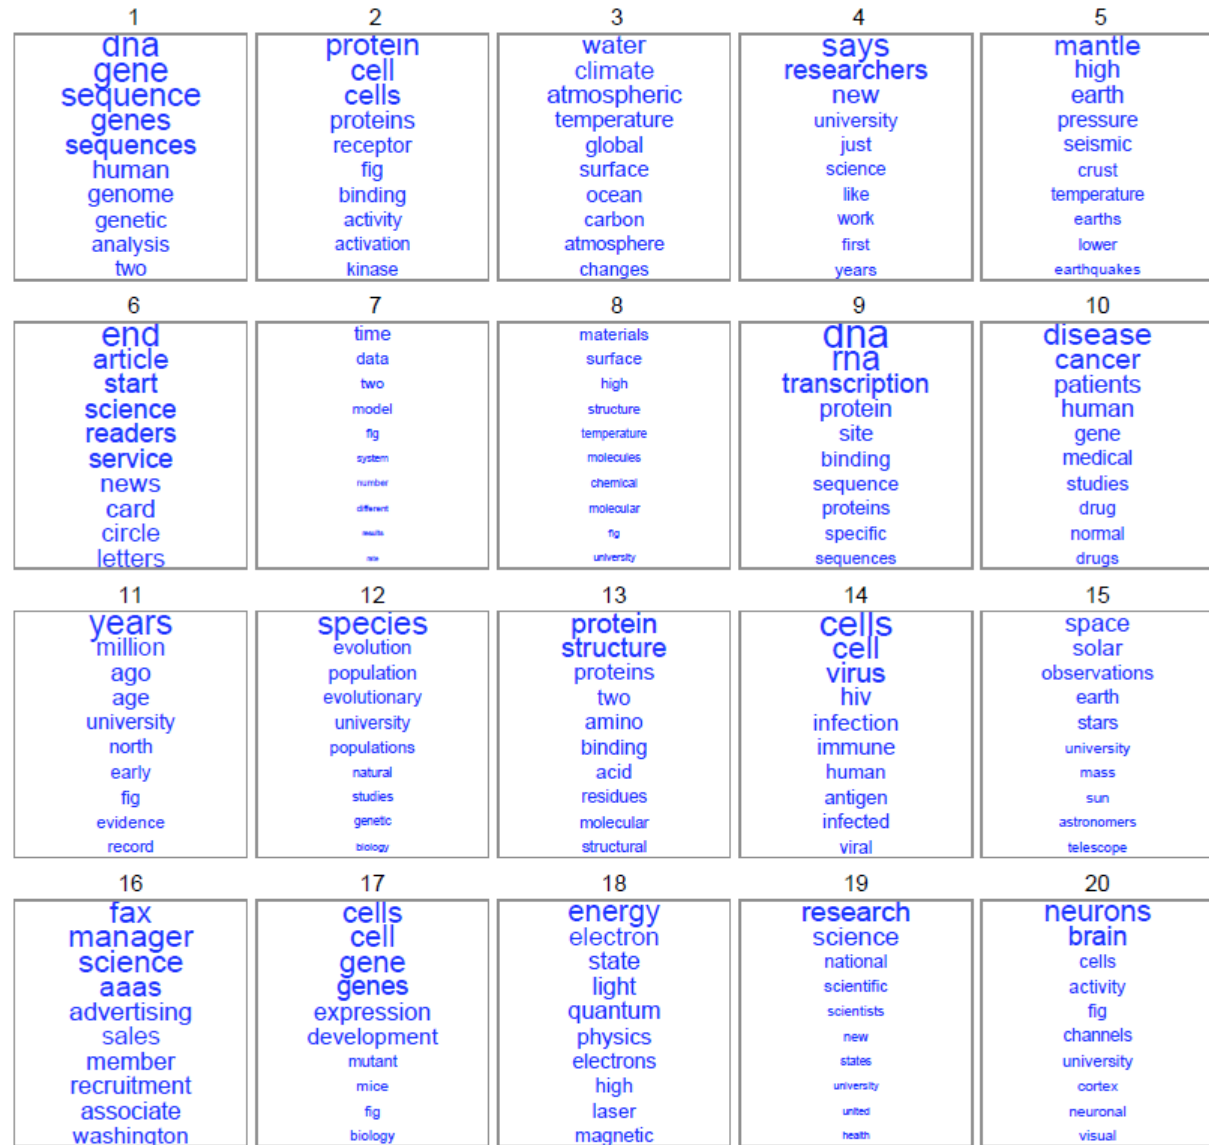 1
dna
gene
sequence
genes
sequences
human
genome
genetic
analysis
two
2
protein
cell
cells
proteins
receptor
fig
binding
activity
activation
kinase
3
water
climate
atmospheric
temperature
global
surface
ocean
carbon
atmosphere
changes
4
says
researchers
new
university
just
science
like
work
first
years
5
mantle
high
earth
pressure
seismic
crust
temperature
earths
lower
earthquakes
6
end
article
start
science
readers
service
news
card
circle
letters
7
time
data
two
model
fig
system
number
different
results
8
materials
surface
high
structure
temperature
molecules
chemical
molecular
fig
university
9
dna
rna
transcription
protein
site
binding
sequence
proteins
specific
sequences
10
disease
cancer
patients
human
gene
medical
studies
drug
normal
drugs
11
years
million
ago
age
university
north
early
fig
evidence
record
12
species
evolution
population
evolutionary
university
populations
natural
studies
genetic
biology
13
protein
structure
proteins
two
amino
binding
acid
residues
molecular
structural
14
cells
cell
virus
hiv
infection
immune
human
antigen
infected
viral
15
space
solar
observations
earth
stars
university
mass
sun
astronomers
telescope
16
fax
manager
science
aaas
advertising
sales
member
recruitment
associate
washington
17
cells
cell
gene
genes
expression
development
mutant
mice
fig
biology
18
energy
electron
state
light
quantum
physics
electrons
high
laser
magnetic
19
research
science
national
scientific
scientists
new
states
university
united
health
20
neurons
brain
cells
activity
fig
channels
university
cortex
neuronal
visual